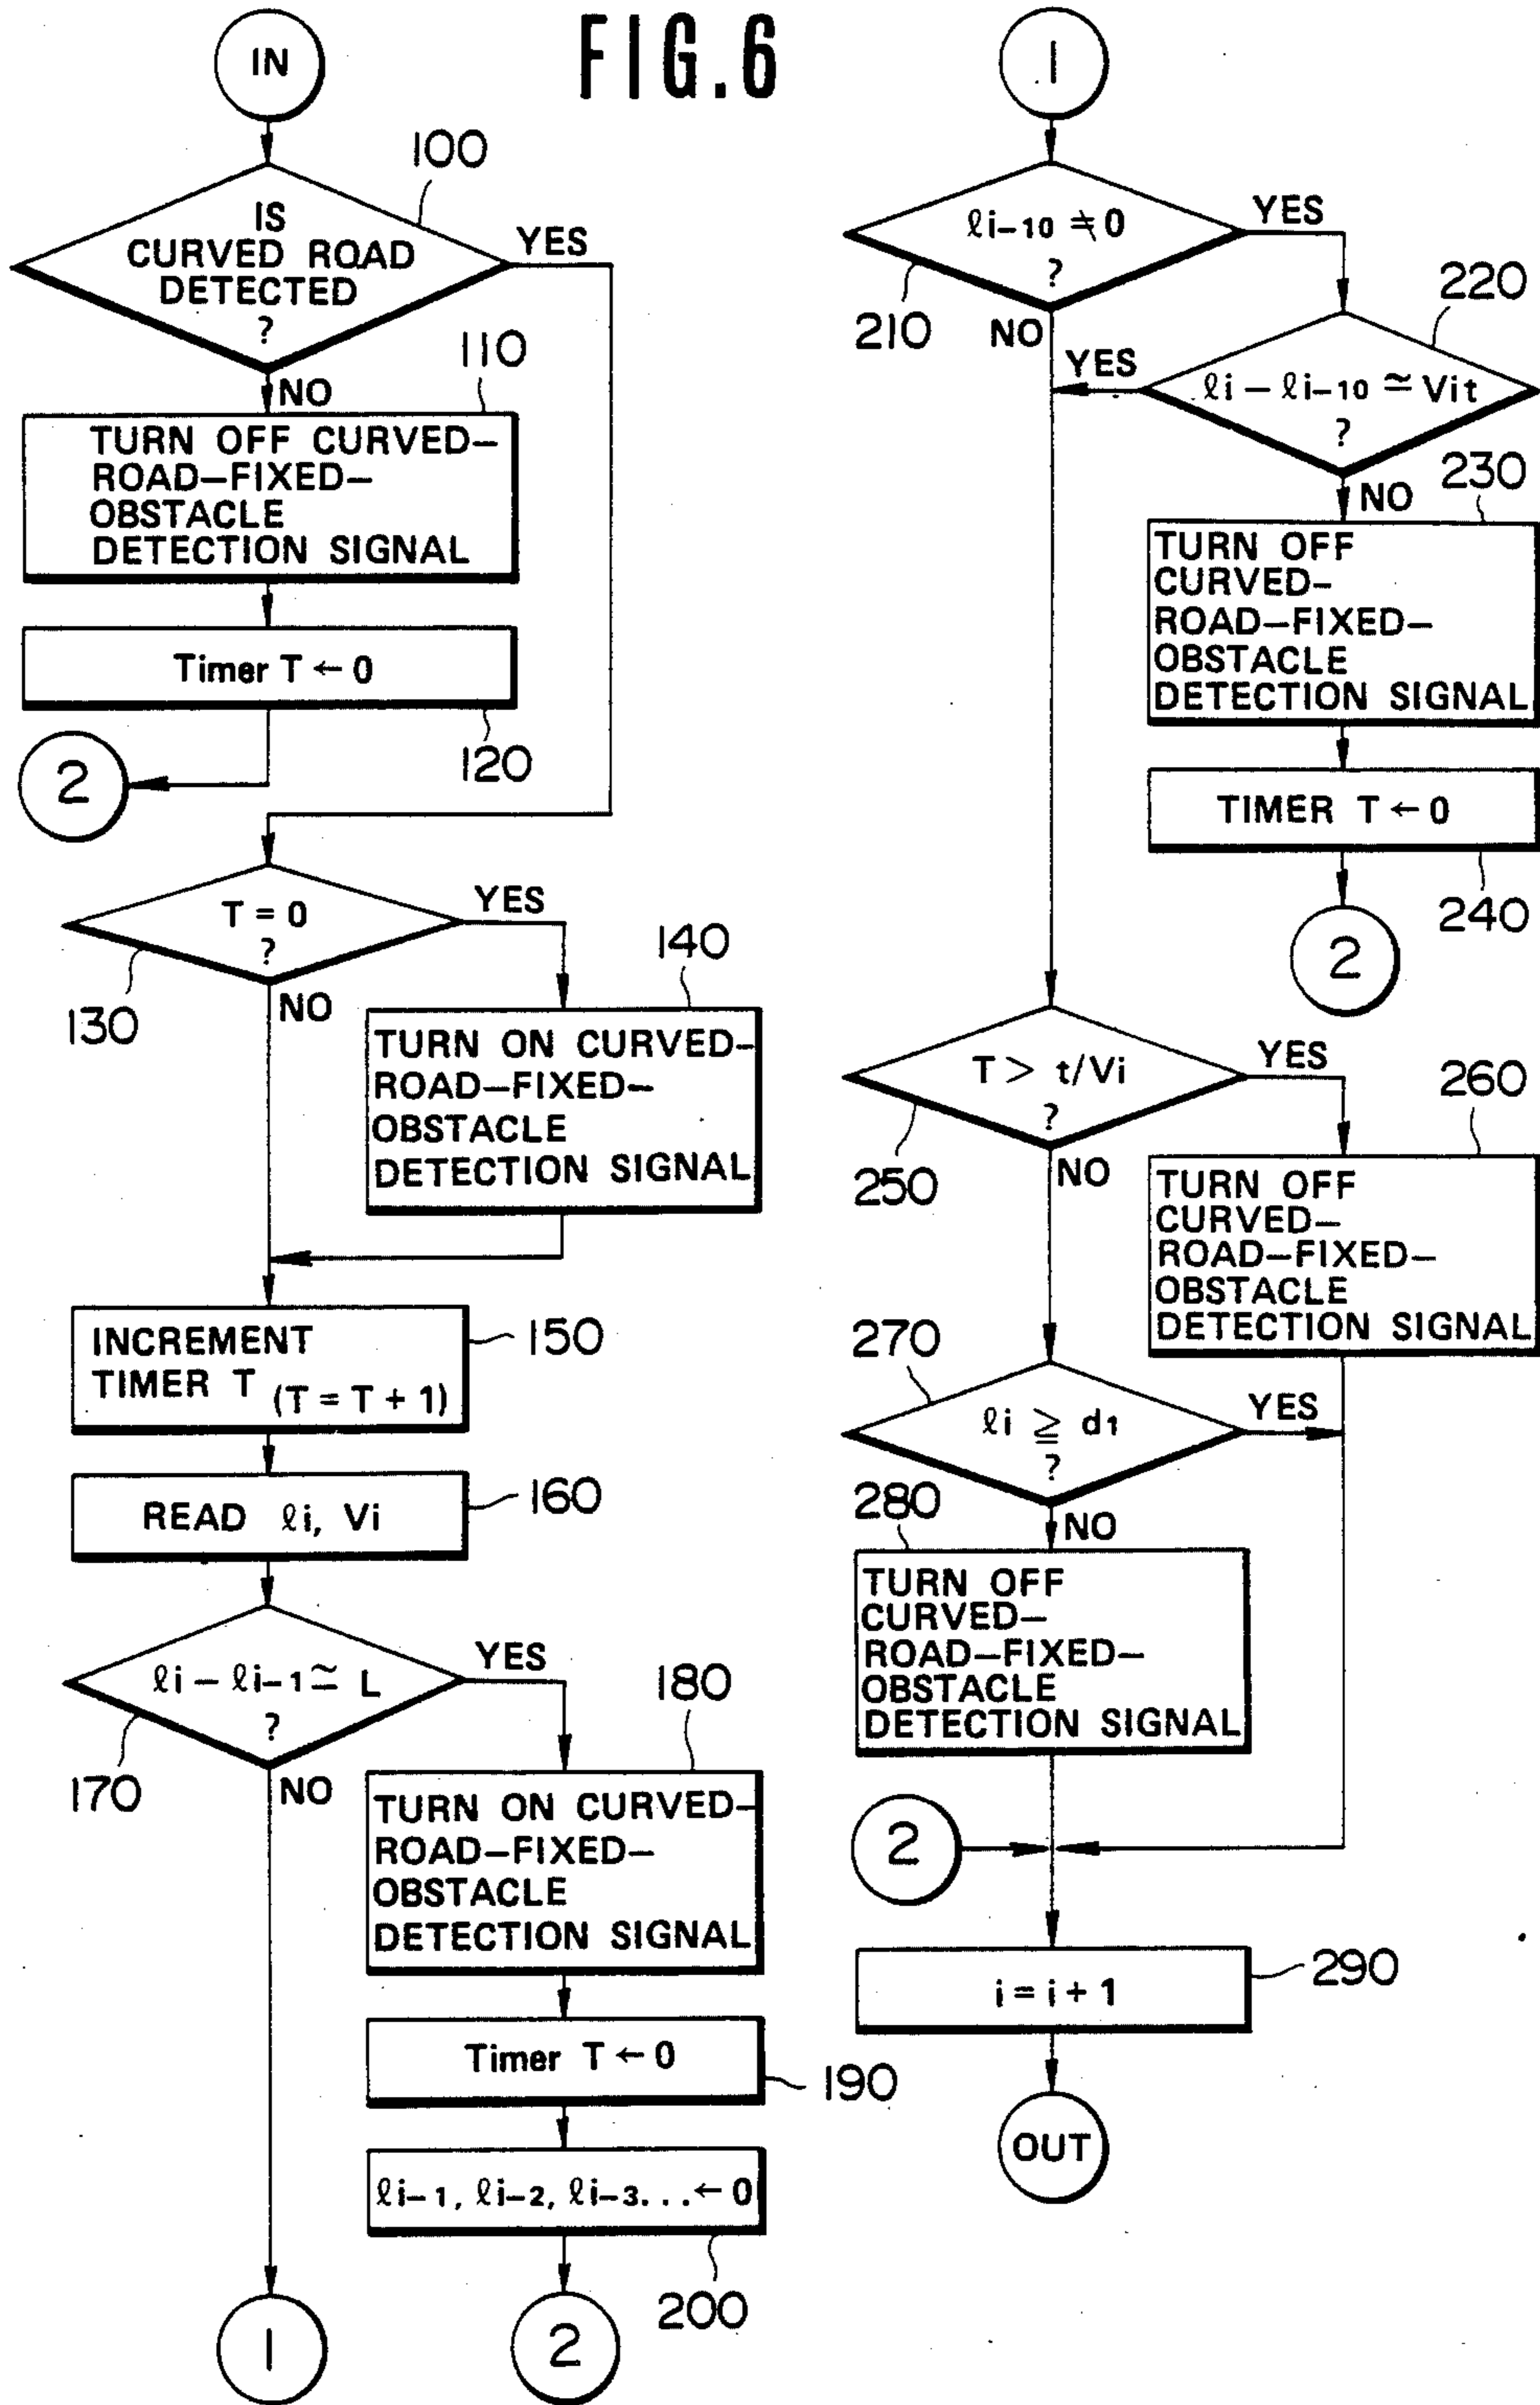 FIG.6
IN
100
IS
CURVED ROAD
DETECTED
?
YES
NO
110
TURN OFF CURVED–
ROAD–FIXED–
OBSTACLE
DETECTION SIGNAL
Timer T ← 0
120
2
T = 0
?
YES
130
NO
140
TURN ON CURVED–
ROAD–FIXED–
OBSTACLE
DETECTION SIGNAL
INCREMENT
TIMER T (T = T + 1)
150
READ ℓi, Vi
160
ℓi – ℓi–1 ≃ L
?
YES
170
NO
180
TURN ON CURVED–
ROAD–FIXED–
OBSTACLE
DETECTION SIGNAL
Timer T ← 0
190
ℓi–1, ℓi–2, ℓi–3... ← 0
200
1
2
1
ℓi–10 ≠ 0
?
YES
210
NO
220
YES
ℓi – ℓi–10 ≃ Vit
?
NO
230
TURN OFF
CURVED–
ROAD–FIXED–
OBSTACLE
DETECTION SIGNAL
TIMER T ← 0
240
2
T > t/Vi
?
YES
250
NO
260
TURN OFF
CURVED–
ROAD–FIXED–
OBSTACLE
DETECTION SIGNAL
270
ℓi ≧ d1
?
YES
280
NO
TURN OFF
CURVED–
ROAD–FIXED–
OBSTACLE
DETECTION SIGNAL
2
i = i + 1
290
OUT